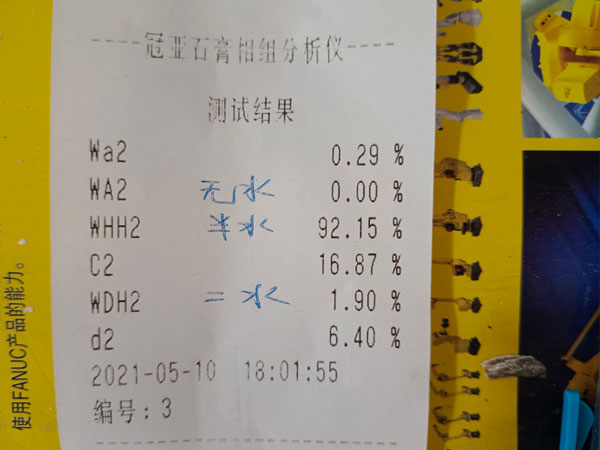 ----冠亚石膏相组分析仪----
测试结果
Wa2 0.29 %
WA2 无水 0.00 %
WHH2 半水 92.15 %
C2 16.87 %
WDH2 二水 1.90 %
d2 6.40 %
2021-05-10 18:01:55
编号：3
使用FANUC产品的能力。